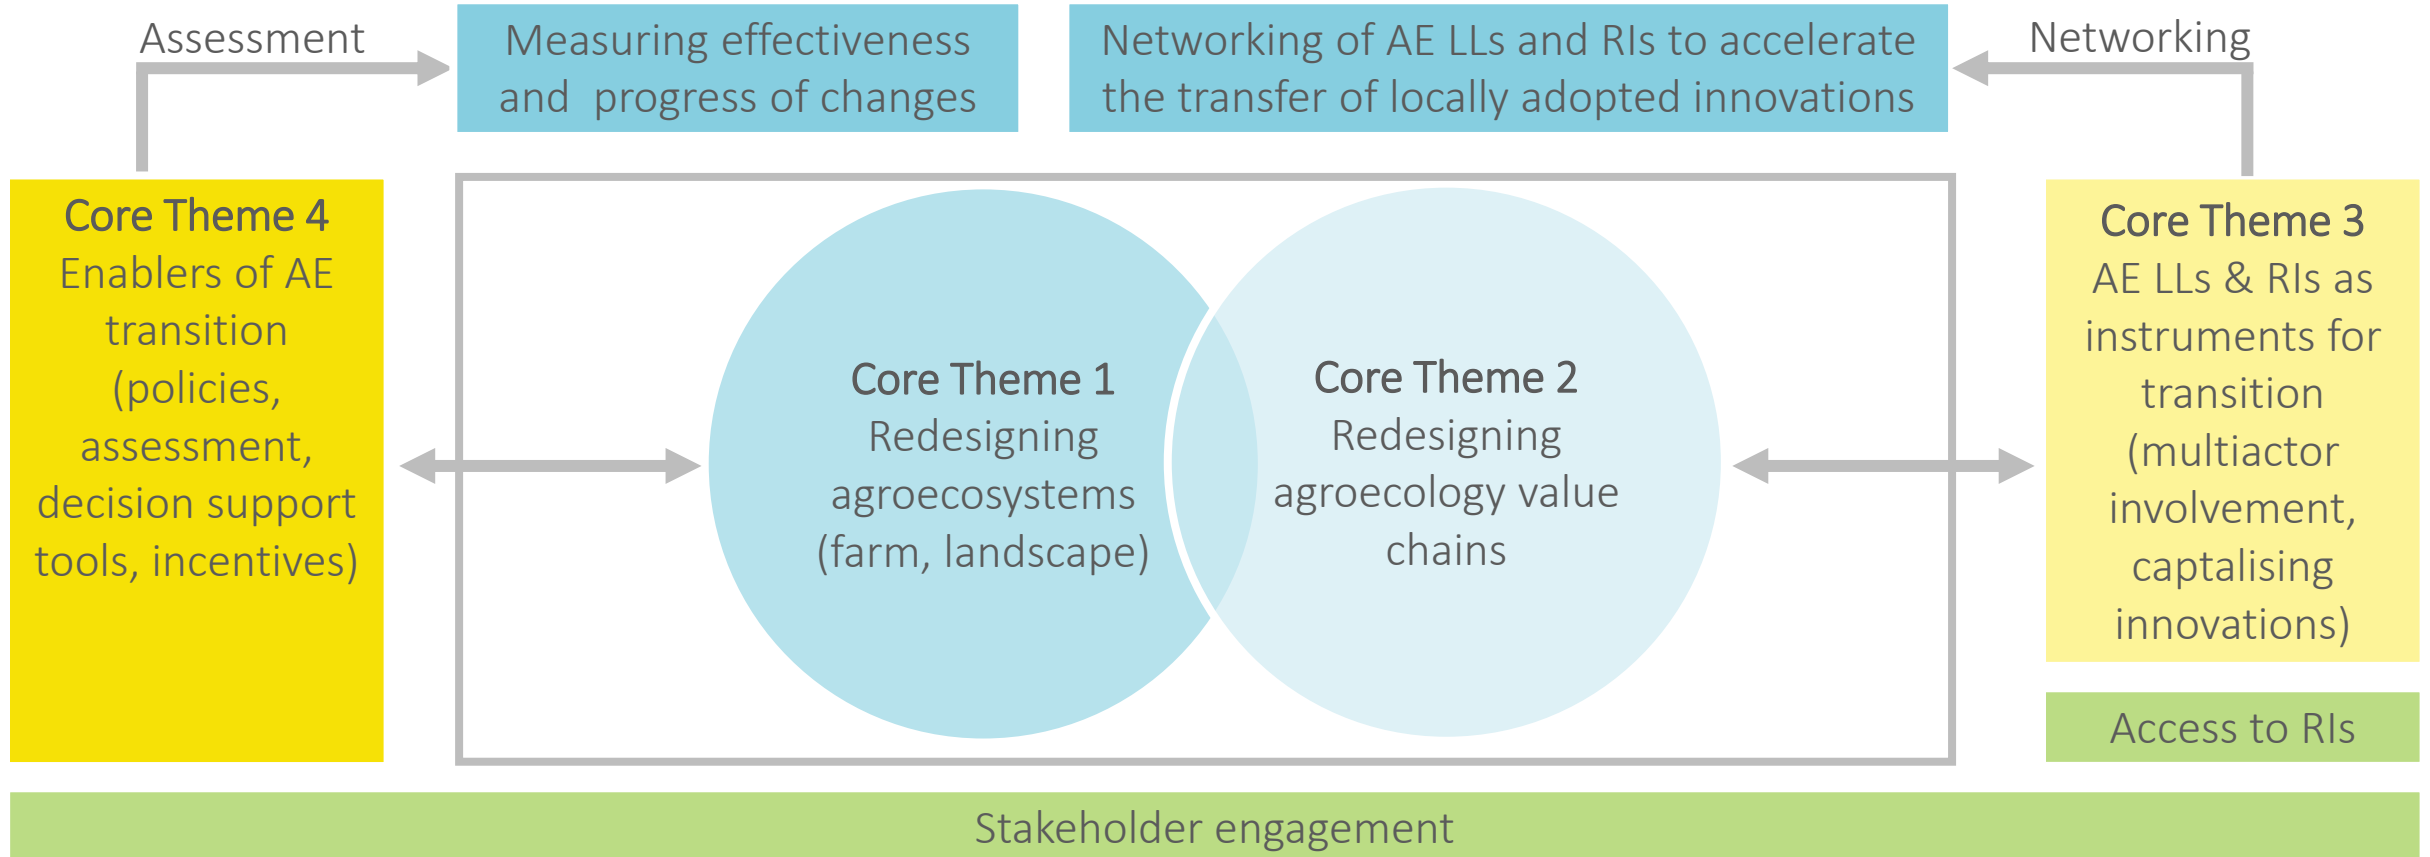 Assessment
Measuring effectiveness
and progress of changes
Networking of AE LLs and RIs to accelerate
the transfer of locally adopted innovations
Networking
Core Theme 4
Enablers of AE
transition
(policies,
assessment,
decision support
tools, incentives)
Core Theme 1
Redesigning
agroecosystems
(farm, landscape)
Core Theme 2
Redesigning
agroecology value
chains
Core Theme 3
AE LLs & RIs as
instruments for
transition
(multiactor
involvement,
captalising
innovations)
Access to RIs
Stakeholder engagement